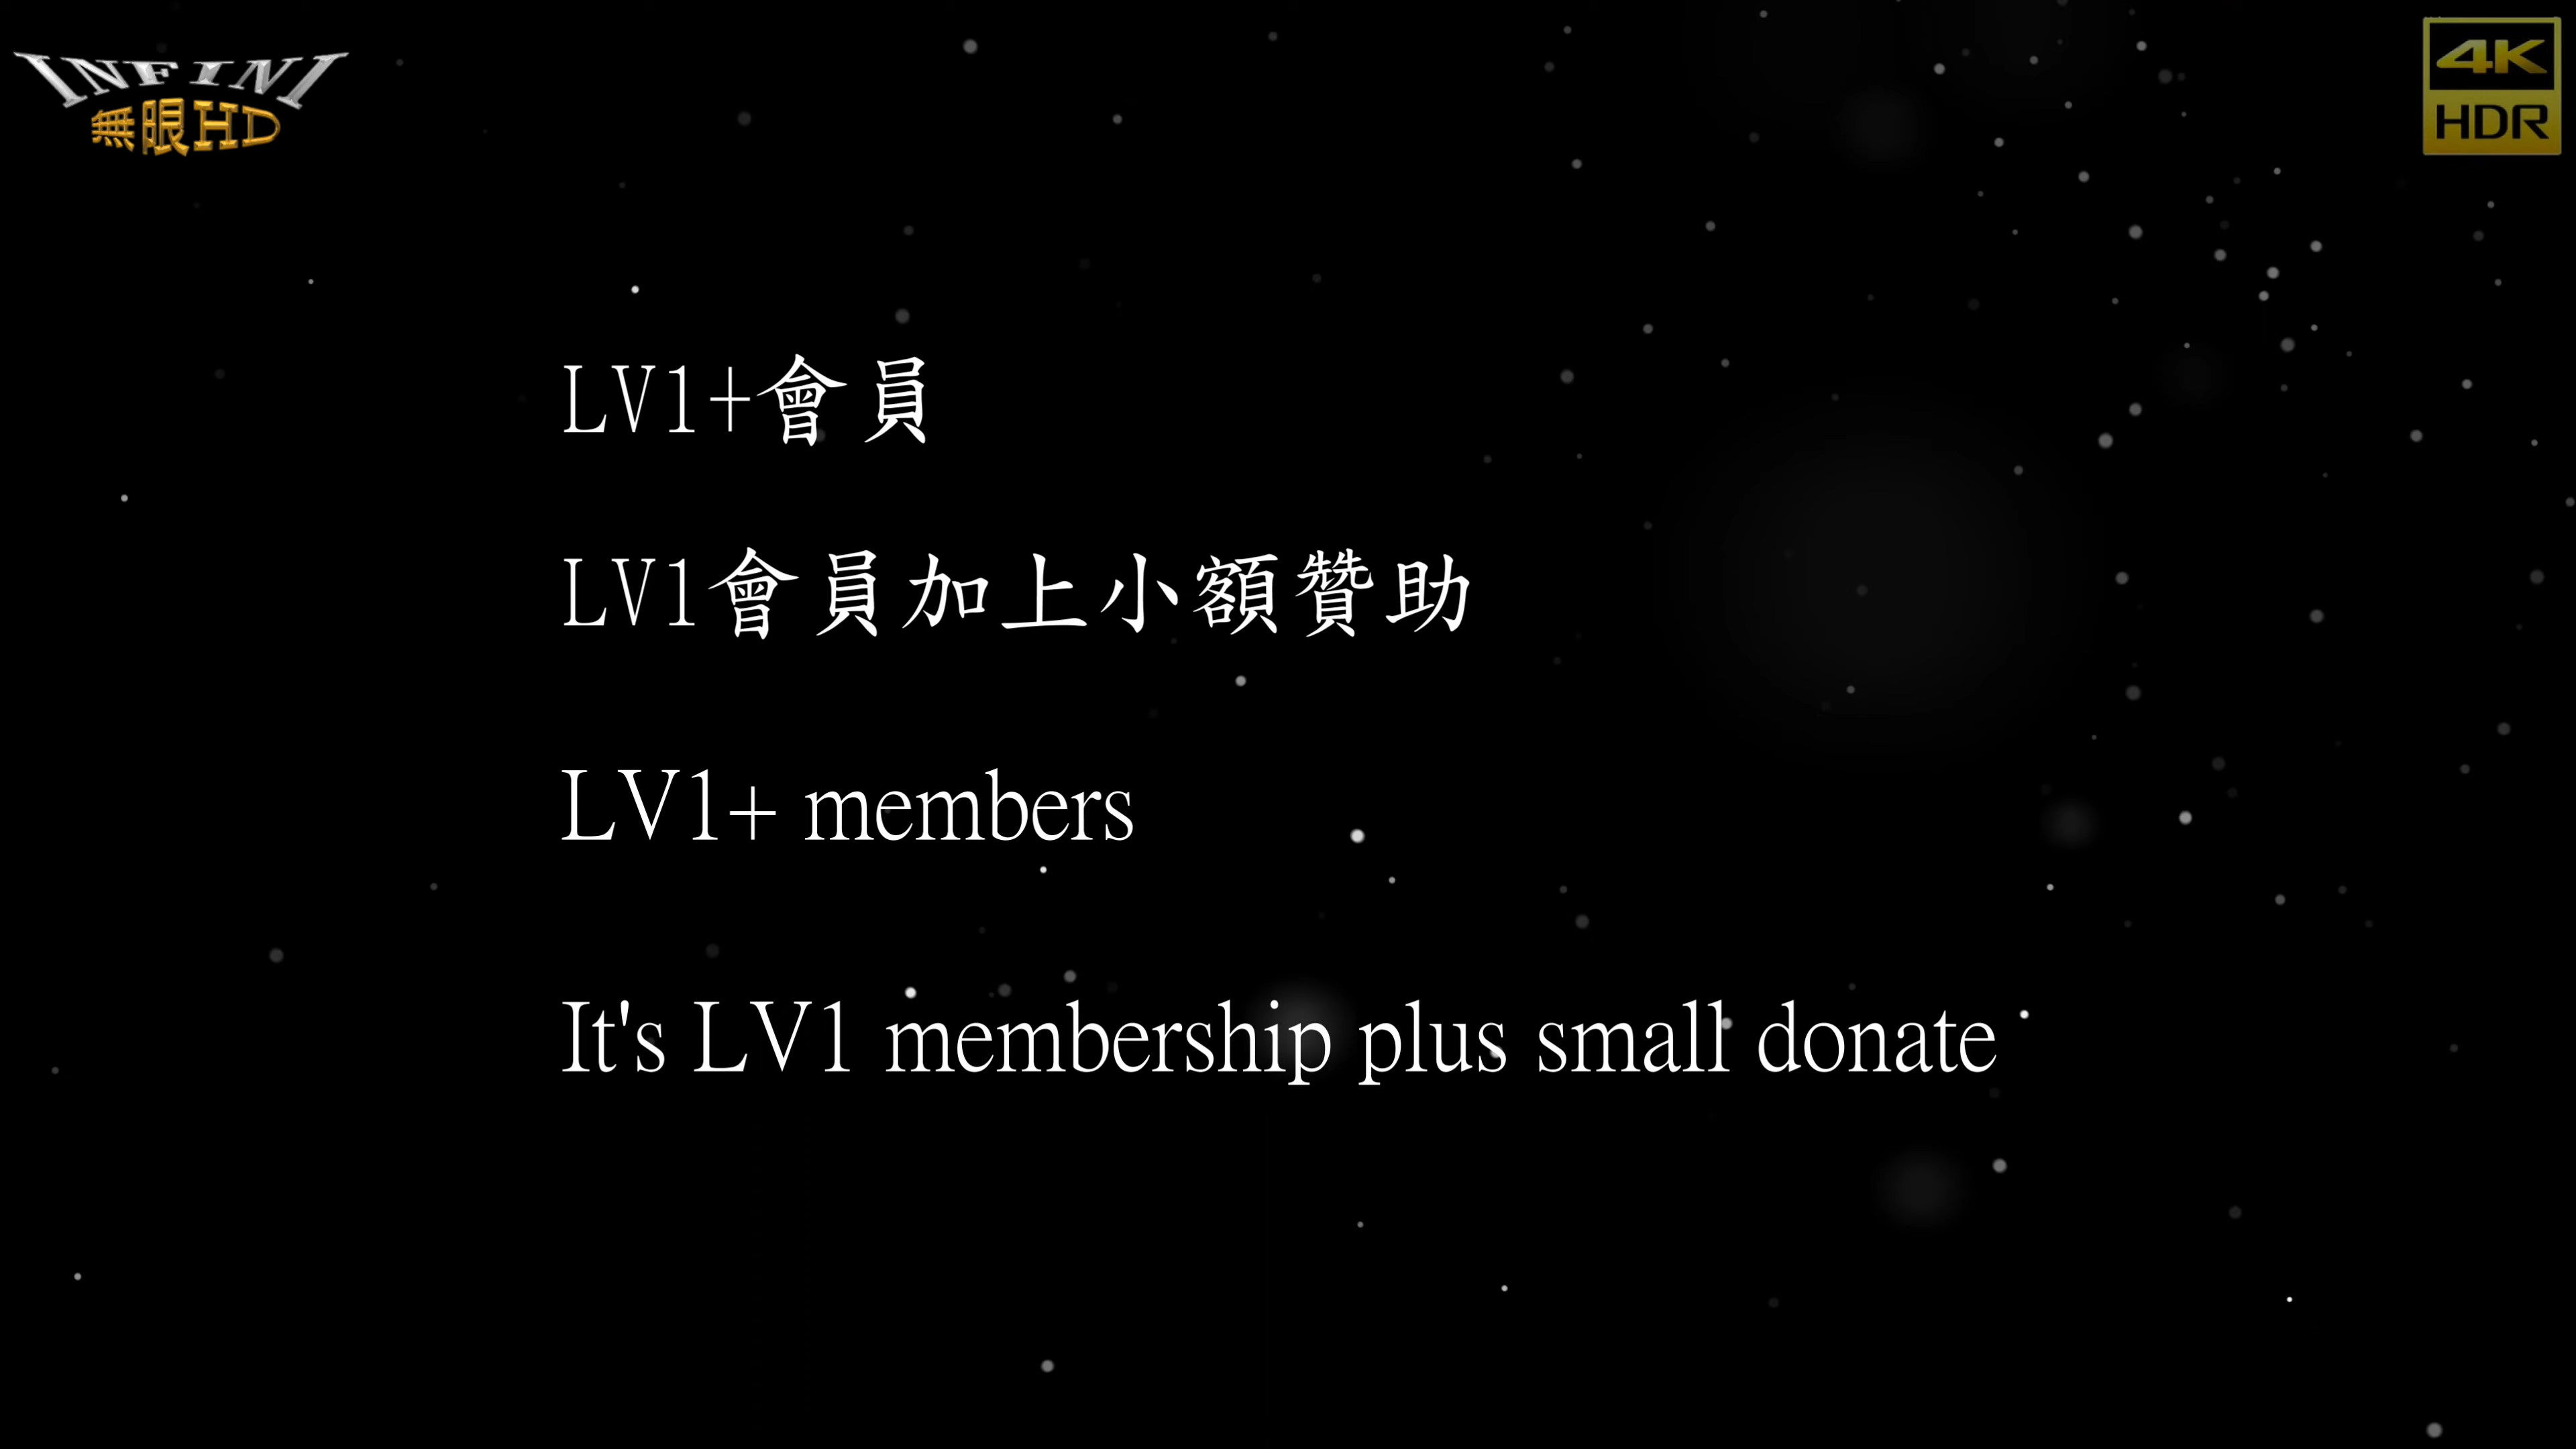 INFINI
無限HD
4K
HDR
LV1+會員
LV1會員加上小額贊助
LV1+ members
It's LV1 membership plus small donate